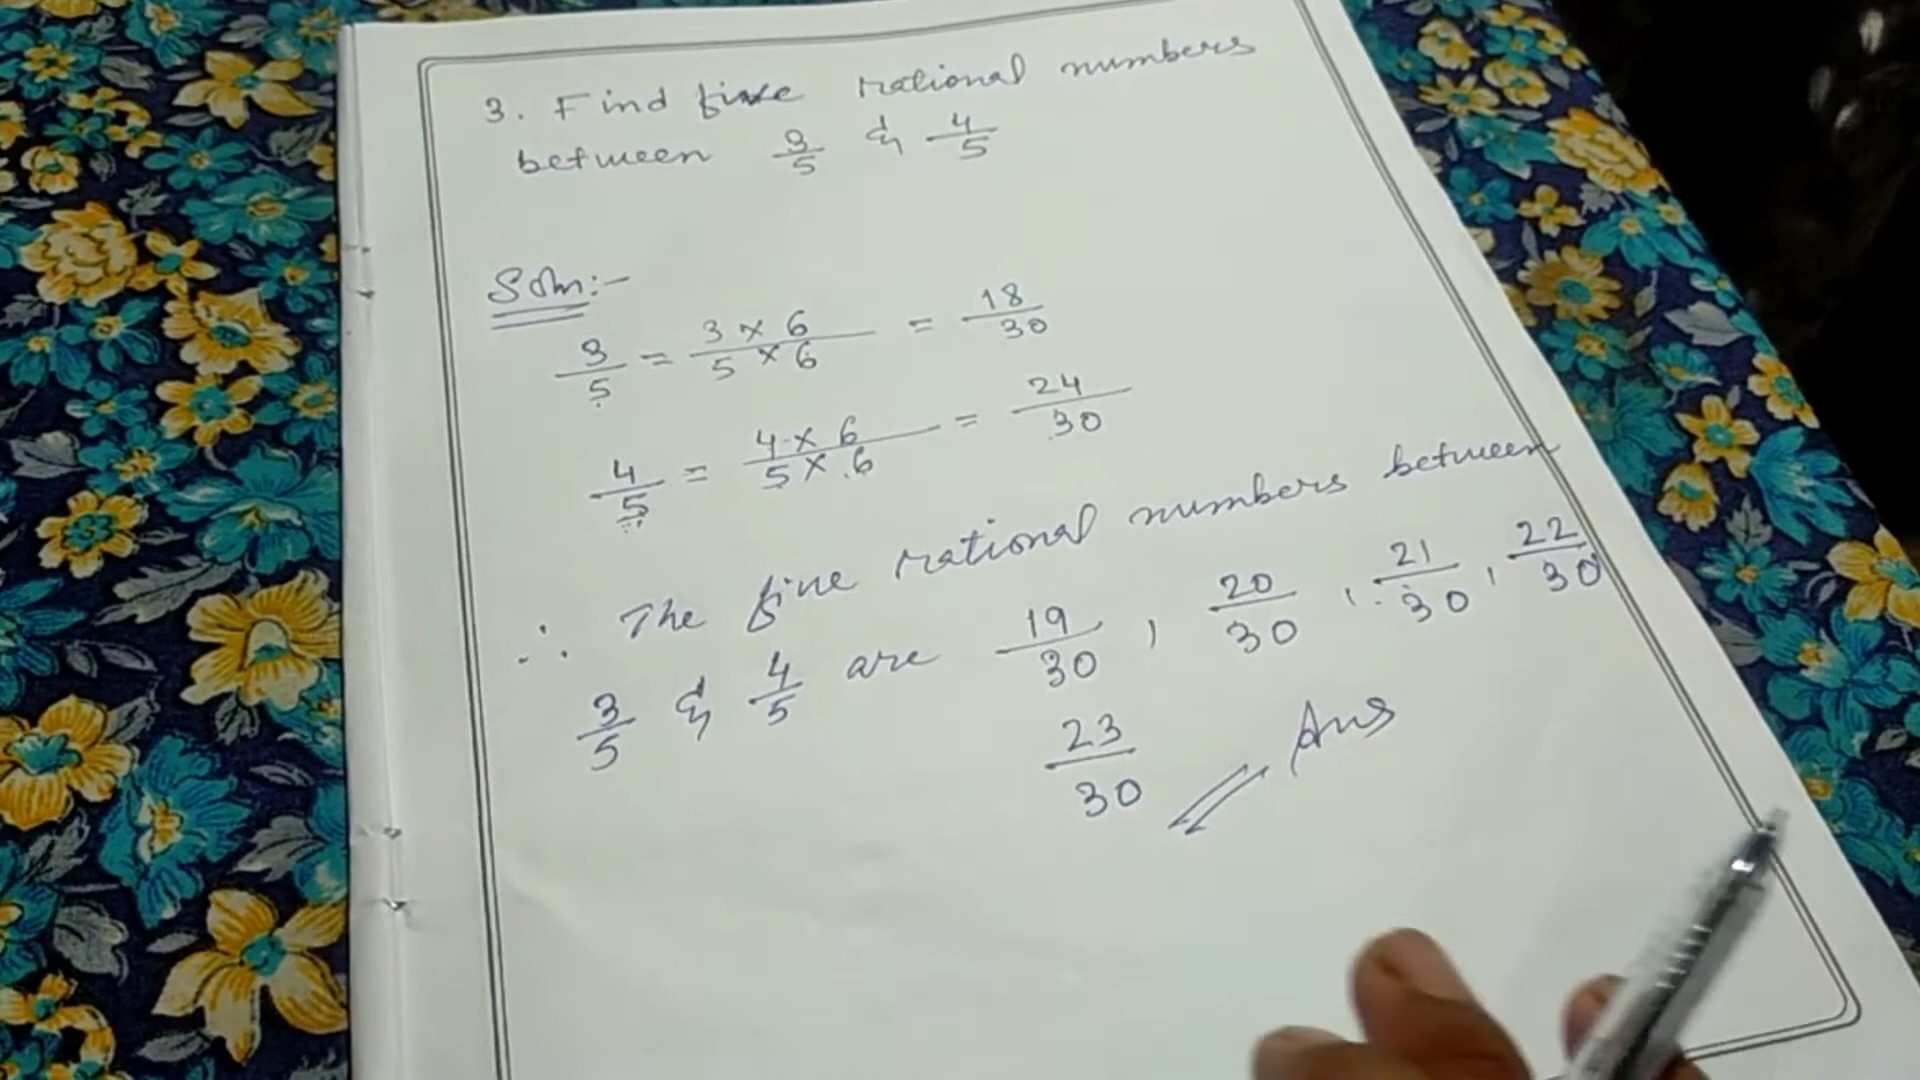 3. Find five rational numbers
between 3/5 & 4/5
Soln:-
3/5 = 3 × 6 / 5 × 6 = 18/30
4/5 = 4 × 6 / 5 × 6 = 24/30
∴ The five rational numbers between
3/5 & 4/5 are 19/30, 20/30, 21/30, 22/30
23/30 Ans